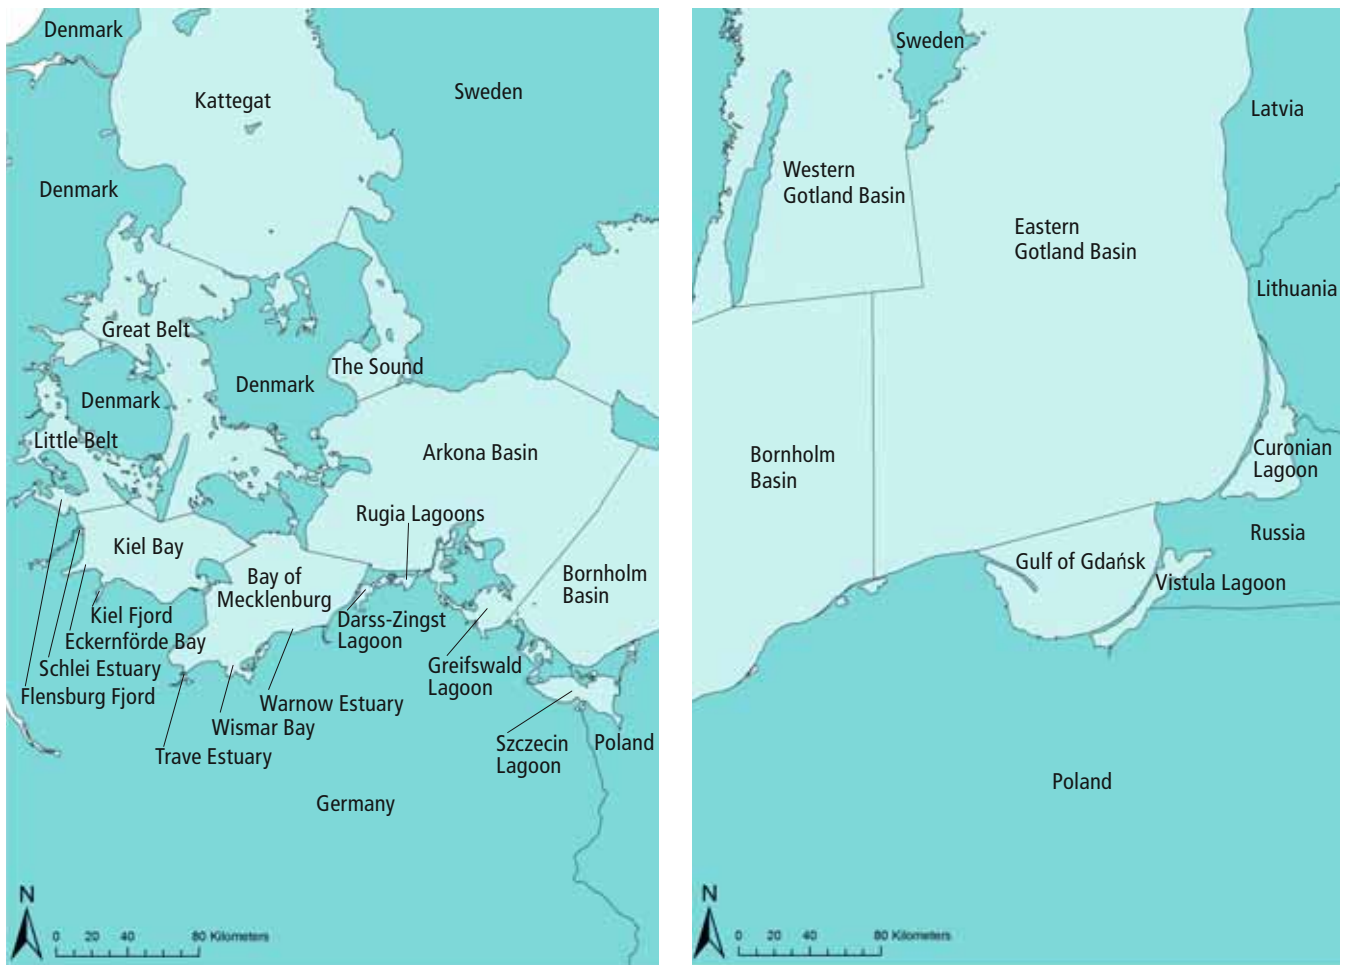 Denmark
Kattegat
Sweden
Denmark
Great Belt
The Sound
Denmark
Denmark
Little Belt
Arkona Basin
Rugia Lagoons
Kiel Bay
Bay of
Mecklenburg
Bornholm
Basin
Kiel Fjord
Eckernförde Bay
Schlei Estuary
Flensburg Fjord
Darss-Zingst
Lagoon
Greifswald
Lagoon
Warnow Estuary
Wismar Bay
Trave Estuary
Szczecin
Lagoon
Poland
Germany
N
0 20 40 80 Kilometers
Sweden
Latvia
Western
Gotland Basin
Eastern
Gotland Basin
Lithuania
Bornholm
Basin
Curonian
Lagoon
Russia
Gulf of Gdańsk
Vistula Lagoon
Poland
N
0 20 40 80 Kilometers